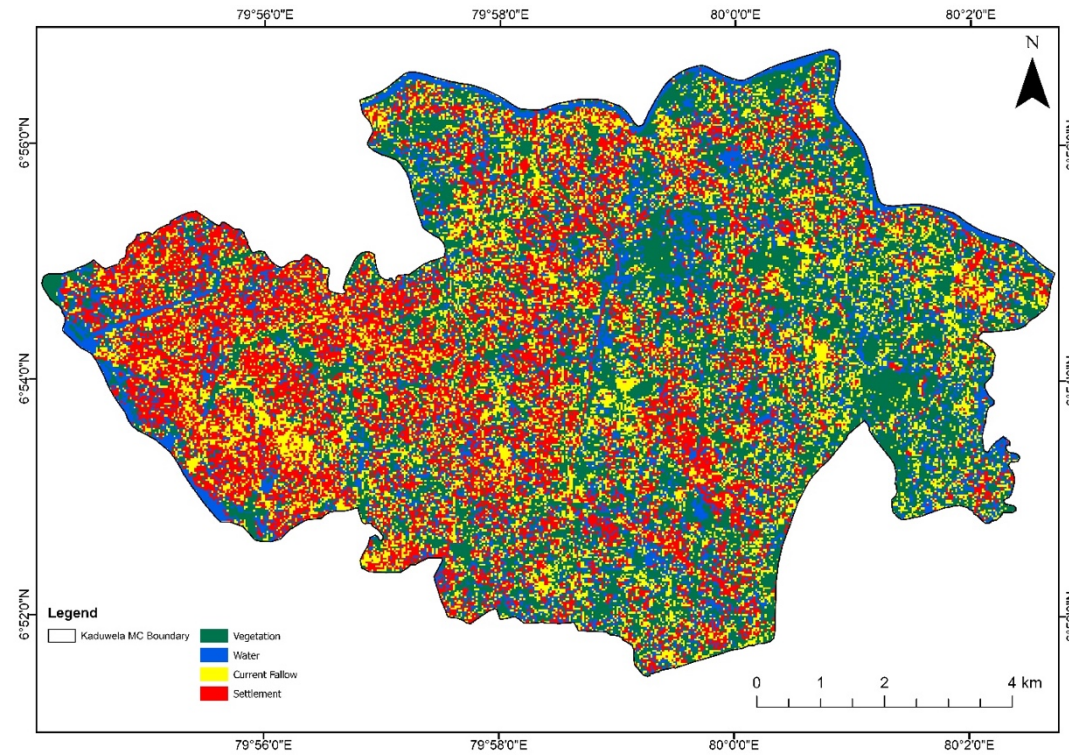 79°56'0"E 79°58'0"E 80°0'0"E 80°2'0"E
N
6°56'0"N
6°54'0"N
6°52'0"N
Legend
Kaduwela MC Boundary
Vegetation
Water
Current Fallow
Settlement
0 1 2 4 km
79°56'0"E 79°58'0"E 80°0'0"E 80°2'0"E